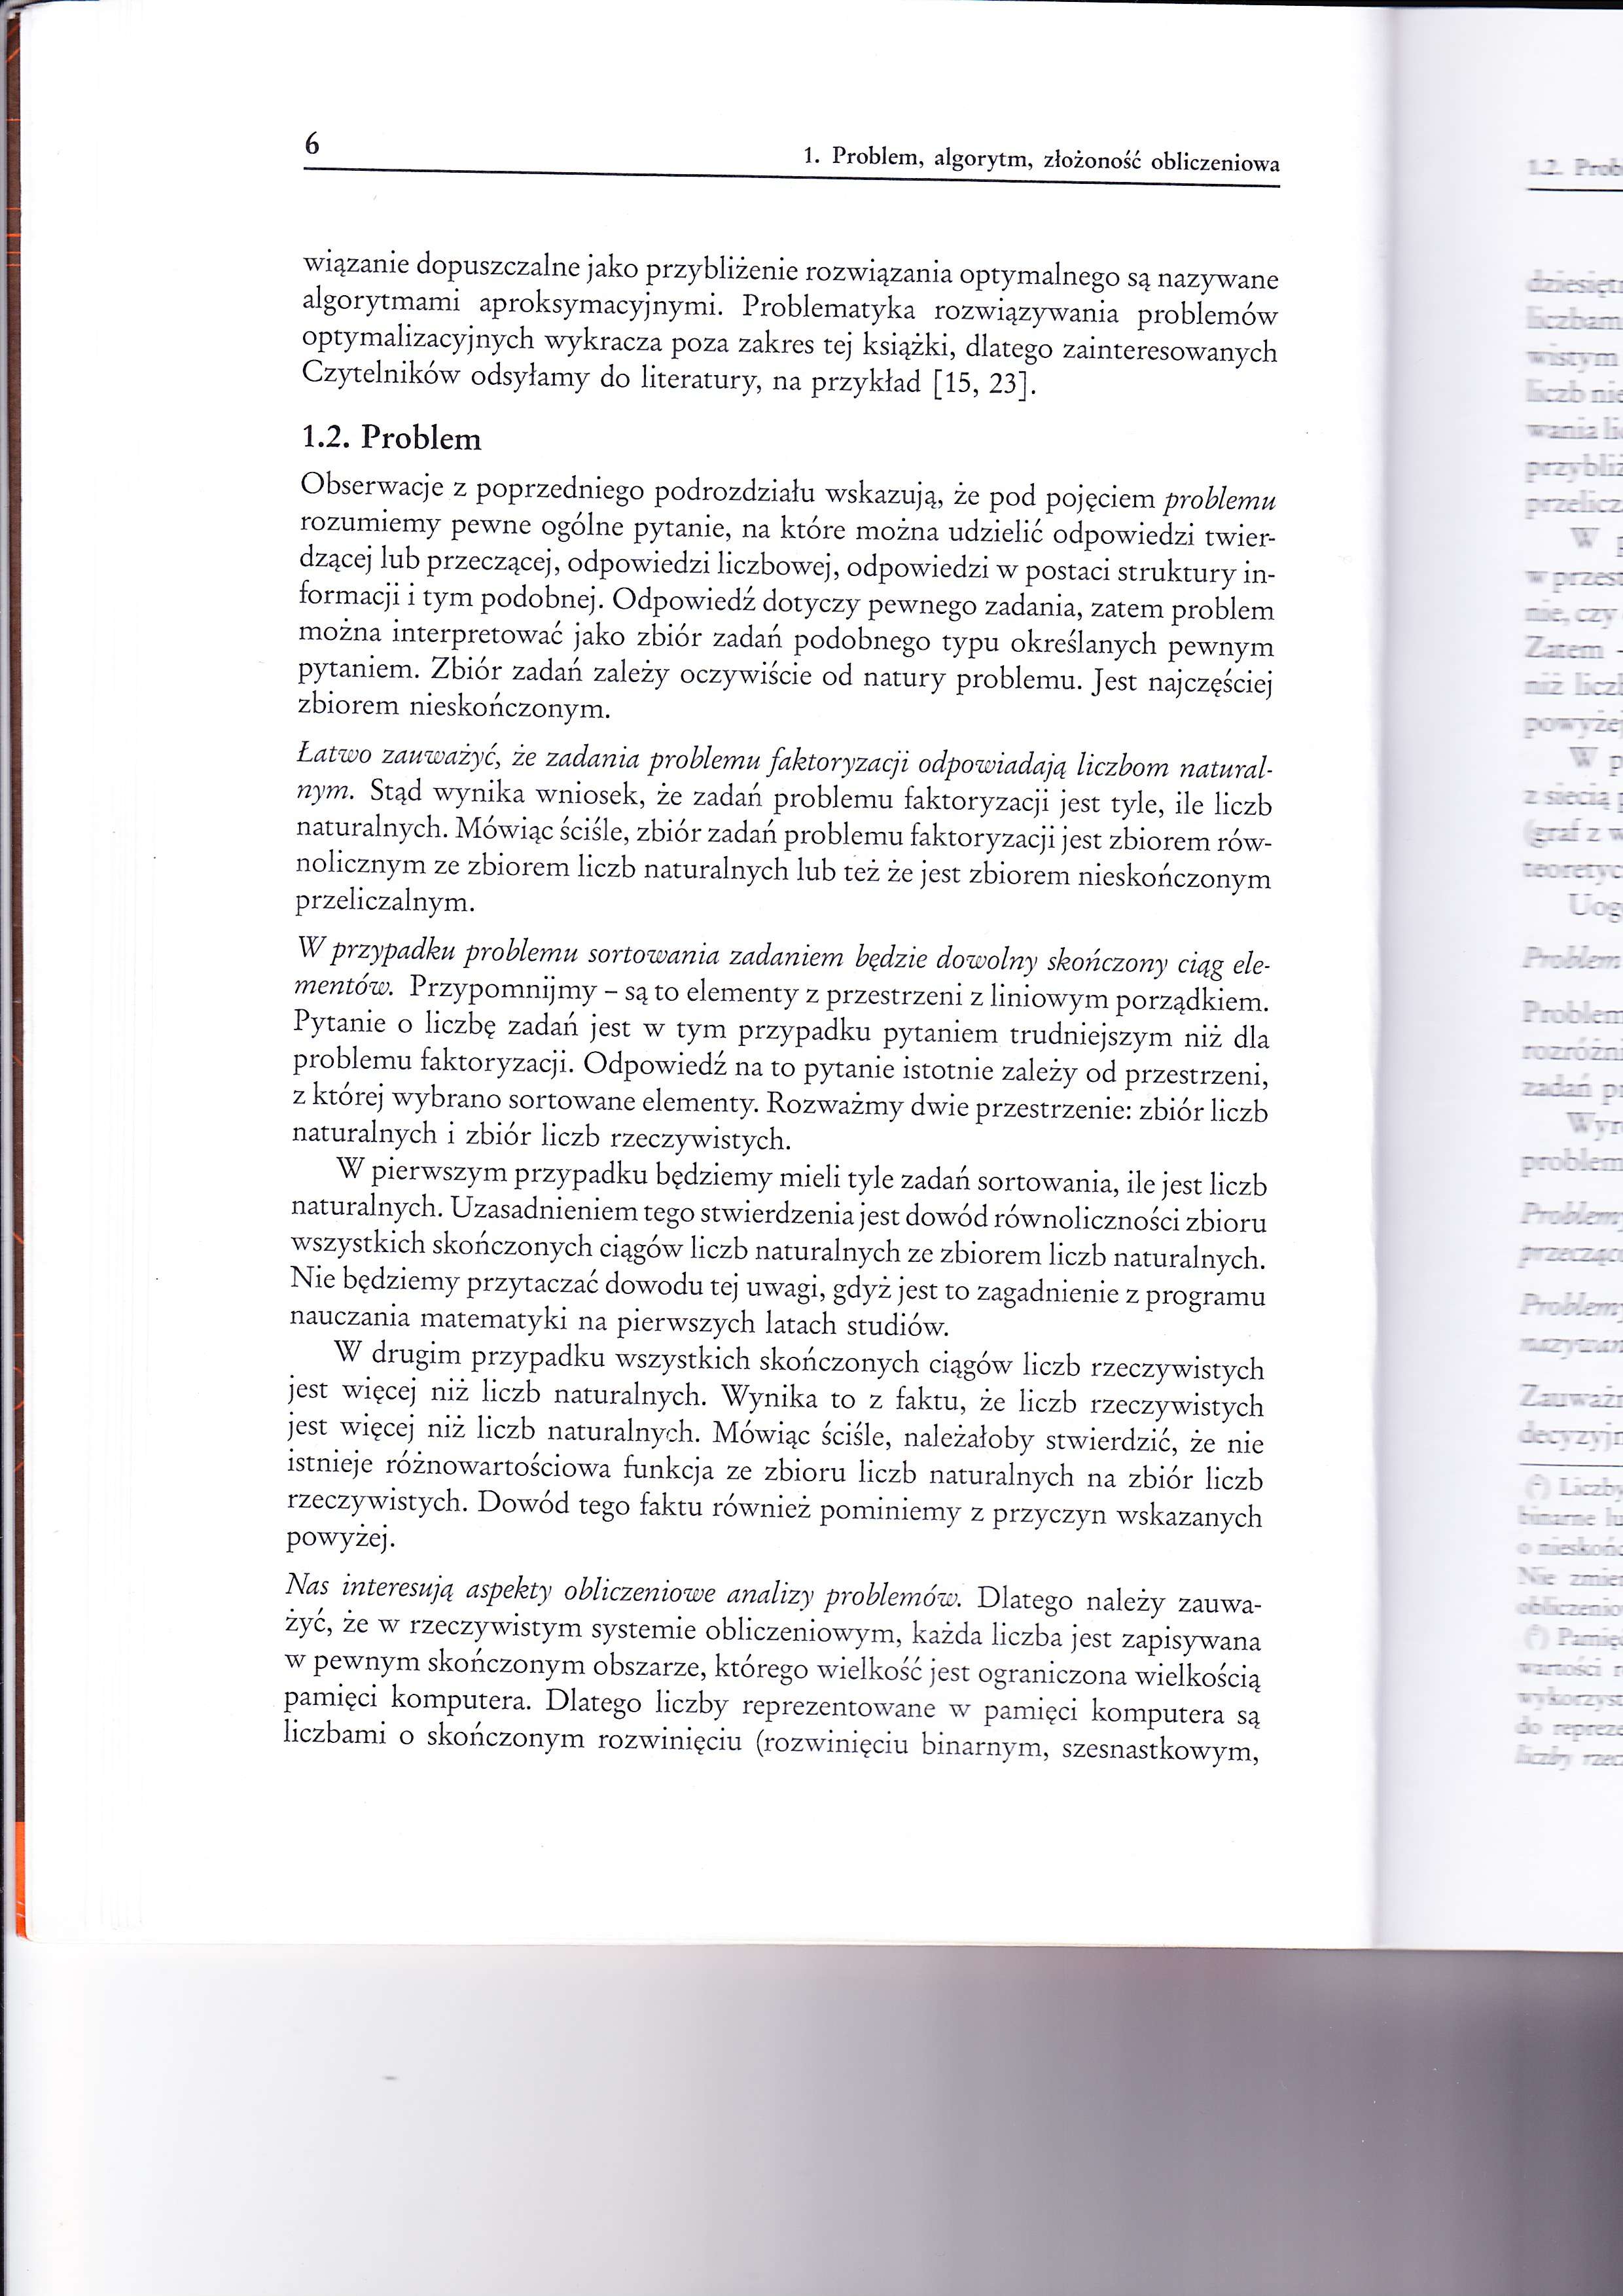 6
1. Problem, algorytm, złożoność obliczeniowa
wiązanie dopuszczalne jako przybliżenie rozwiązania optymalnego są nazywane
algorytmami aproksymacyjnymi. Problematyka rozwiązywania problemów
optymalizacyjnych wykracza poza zakres tej książki, dlatego zainteresowanych
Czytelników odsyłamy do literatury, na przykład [15, 23].
1.2. Problem
Obserwacje z poprzedniego podrozdziału wskazują, że pod pojęciem problemu
rozumiemy pewne ogólne pytanie, na które można udzielić odpowiedzi twier-
dzącej lub przeczącej, odpowiedzi liczbowej, odpowiedzi w postaci struktury in-
formacji i tym podobnej. Odpowiedź dotyczy pewnego zadania, zatem problem
można interpretować jako zbiór zadań podobnego typu określanych pewnym
pytaniem. Zbiór zadań zależy oczywiście od natury problemu. Jest najczęściej
zbiorem nieskończonym.
Łatwo zauważyć, że zadania problemu faktoryzacji odpowiadają liczbom natural-
nym. Stąd wynika wniosek, że zadań problemu faktoryzacji jest tyle, ile liczb
naturalnych. Mówiąc ściśle, zbiór zadań problemu faktoryzacji jest zbiorem rów-
nolicznym ze zbiorem liczb naturalnych lub też że jest zbiorem nieskończonym
przeliczalnym.
W przypadku problemu sortowania zadaniem będzie dowolny skończony ciąg ele-
mentów. Przypomnijmy – są to elementy z przestrzeni z liniowym porządkiem.
Pytanie o liczbę zadań jest w tym przypadku pytaniem trudniejszym niż dla
problemu faktoryzacji. Odpowiedź na to pytanie istotnie zależy od przestrzeni,
z której wybrano sortowane elementy. Rozważmy dwie przestrzenie: zbiór liczb
naturalnych i zbiór liczb rzeczywistych.
W pierwszym przypadku będziemy mieli tyle zadań sortowania, ile jest liczb
naturalnych. Uzasadnieniem tego stwierdzenia jest dowód równoliczności zbioru
wszystkich skończonych ciągów liczb naturalnych ze zbiorem liczb naturalnych.
Nie będziemy przytaczać dowodu tej uwagi, gdyż jest to zagadnienie z programu
nauczania matematyki na pierwszych latach studiów.
W drugim przypadku wszystkich skończonych ciągów liczb rzeczywistych
jest więcej niż liczb naturalnych. Wynika to z faktu, że liczb rzeczywistych
jest więcej niż liczb naturalnych. Mówiąc ściśle, należałoby stwierdzić, że nie
istnieje różnowartościowa funkcja ze zbioru liczb naturalnych na zbiór liczb
rzeczywistych. Dowód tego faktu również pominiemy z przyczyn wskazanych
powyżej.
Nas interesują aspekty obliczeniowe analizy problemów. Dlatego należy zauwa-
żyć, że w rzeczywistym systemie obliczeniowym, każda liczba jest zapisywana
w pewnym skończonym obszarze, którego wielkość jest ograniczona wielkością
pamięci komputera. Dlatego liczby reprezentowane w pamięci komputera są
liczbami o skończonym rozwinięciu (rozwinięciu binarnym, szesnastkowym,